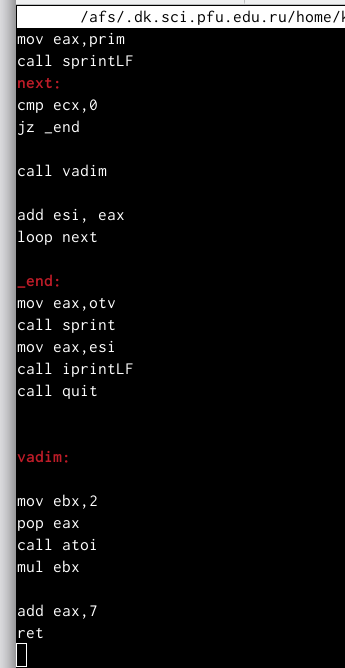 /afs/.dk.sci.pfu.edu.ru/home/k
mov eax,prim
call sprintLF
next:
cmp ecx,0
jz _end
call vadim
add esi, eax
loop next
_end:
mov eax,otv
call sprint
mov eax,esi
call iprintLF
call quit
vadim:
mov ebx,2
pop eax
call atoi
mul ebx
add eax,7
ret